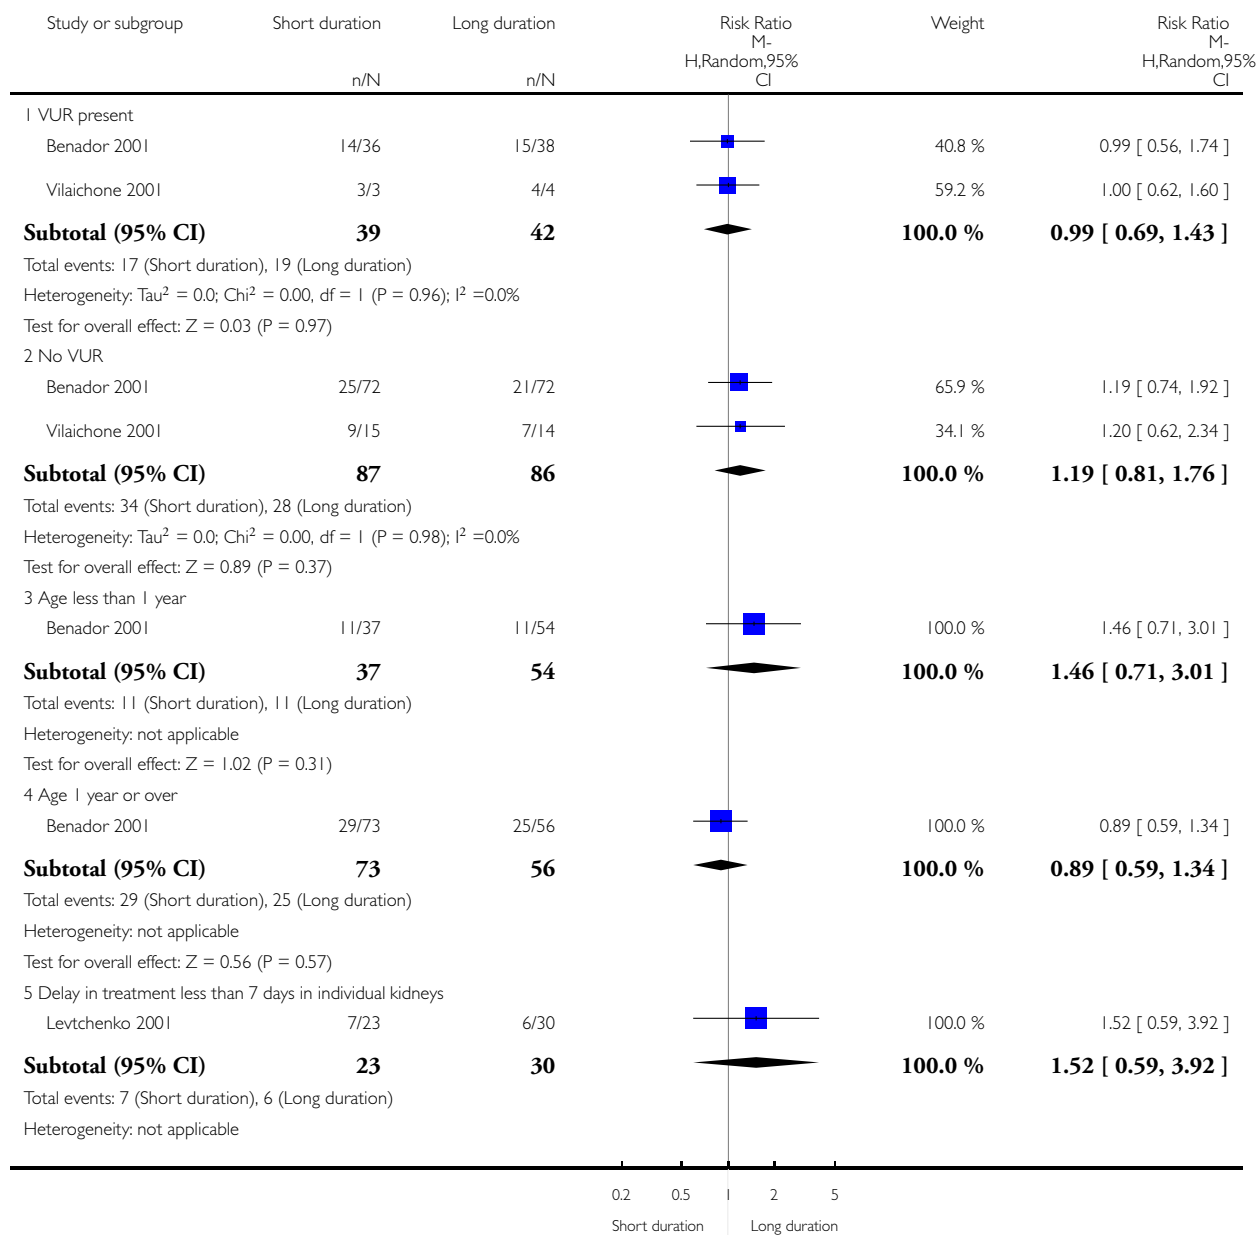 Study or subgroup Short duration Long duration Risk Ratio Weight Risk Ratio
M- M-
H,Random,95% H,Random,95%
n/N n/N CI CI
1 VUR present
Benador 2001 14/36 15/38 40.8 % 0.99 [ 0.56, 1.74 ]
Vilaichone 2001 3/3 4/4 59.2 % 1.00 [ 0.62, 1.60 ]
Subtotal (95% CI) 39 42 100.0 % 0.99 [ 0.69, 1.43 ]
Total events: 17 (Short duration), 19 (Long duration)
Heterogeneity: Tau² = 0.0; Chi² = 0.00, df = 1 (P = 0.96); I² =0.0%
Test for overall effect: Z = 0.03 (P = 0.97)
2 No VUR
Benador 2001 25/72 21/72 65.9 % 1.19 [ 0.74, 1.92 ]
Vilaichone 2001 9/15 7/14 34.1 % 1.20 [ 0.62, 2.34 ]
Subtotal (95% CI) 87 86 100.0 % 1.19 [ 0.81, 1.76 ]
Total events: 34 (Short duration), 28 (Long duration)
Heterogeneity: Tau² = 0.0; Chi² = 0.00, df = 1 (P = 0.98); I² =0.0%
Test for overall effect: Z = 0.89 (P = 0.37)
3 Age less than 1 year
Benador 2001 11/37 11/54 100.0 % 1.46 [ 0.71, 3.01 ]
Subtotal (95% CI) 37 54 100.0 % 1.46 [ 0.71, 3.01 ]
Total events: 11 (Short duration), 11 (Long duration)
Heterogeneity: not applicable
Test for overall effect: Z = 1.02 (P = 0.31)
4 Age 1 year or over
Benador 2001 29/73 25/56 100.0 % 0.89 [ 0.59, 1.34 ]
Subtotal (95% CI) 73 56 100.0 % 0.89 [ 0.59, 1.34 ]
Total events: 29 (Short duration), 25 (Long duration)
Heterogeneity: not applicable
Test for overall effect: Z = 0.56 (P = 0.57)
5 Delay in treatment less than 7 days in individual kidneys
Levtchenko 2001 7/23 6/30 100.0 % 1.52 [ 0.59, 3.92 ]
Subtotal (95% CI) 23 30 100.0 % 1.52 [ 0.59, 3.92 ]
Total events: 7 (Short duration), 6 (Long duration)
Heterogeneity: not applicable
0.2 0.5 1 2 5
Short duration Long duration